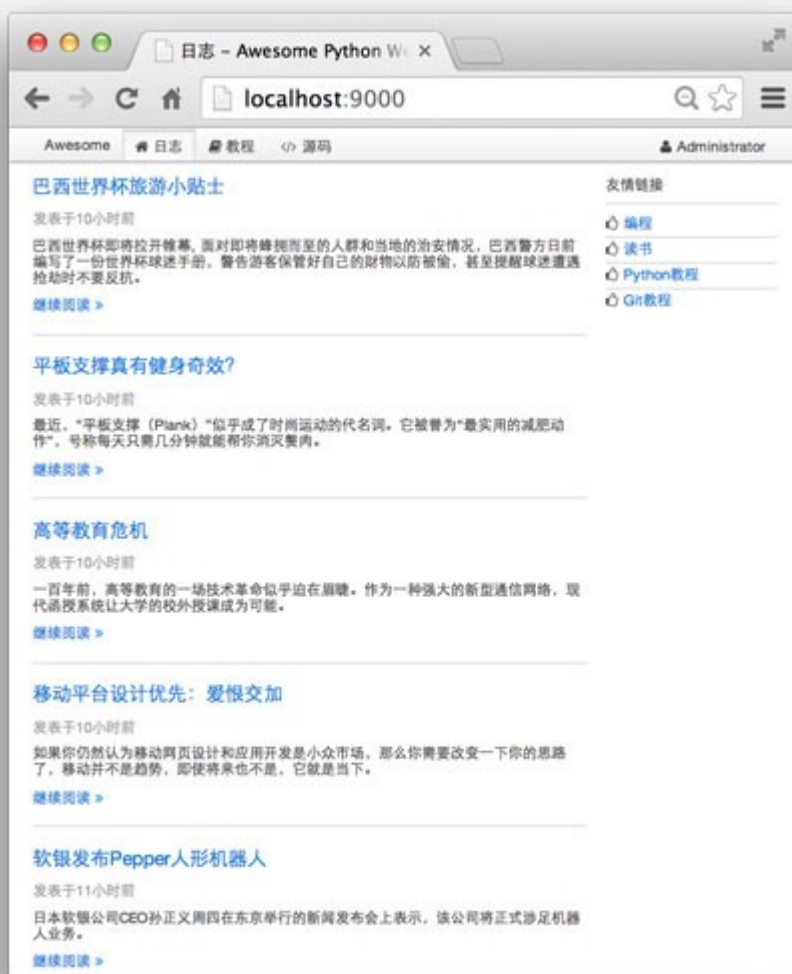 日志 - Awesome Python W
localhost:9000
Awesome 日志 教程 </> 源码 Administrator
巴西世界杯旅游小贴士
发表于10小时前
巴西世界杯即将拉开帷幕，面对即将蜂拥而至的人群和当地的治安情况，巴西警方日前
编写了一份世界杯球迷手册，警告游客保管好自己的财物以防被偷，甚至提醒球迷遭遇
抢劫时不要反抗。
继续阅读 »
平板支撑真有健身奇效?
发表于10小时前
最近，“平板支撑（Plank）”似乎成了时尚运动的代名词。它被誉为“最实用的减肥动
作”，号称每天只需几分钟就能帮你消灭赘肉。
继续阅读 »
高等教育危机
发表于10小时前
一百年前，高等教育的一场技术革命似乎迫在眉睫。作为一种强大的新型通信网络，现
代函授系统让大学的校外授课成为可能。
继续阅读 »
移动平台设计优先：爱恨交加
发表于10小时前
如果你仍然认为移动网页设计和应用开发是小众市场，那么你需要改变一下你的思路
了，移动并不是趋势，即使将来也不是，它就是当下。
继续阅读 »
软银发布Pepper人形机器人
发表于11小时前
日本软银公司CEO孙正义周四在东京举行的新闻发布会上表示，该公司将正式涉足机器
人业务。
继续阅读 »
友情链接
编程
读书
Python教程
Git教程